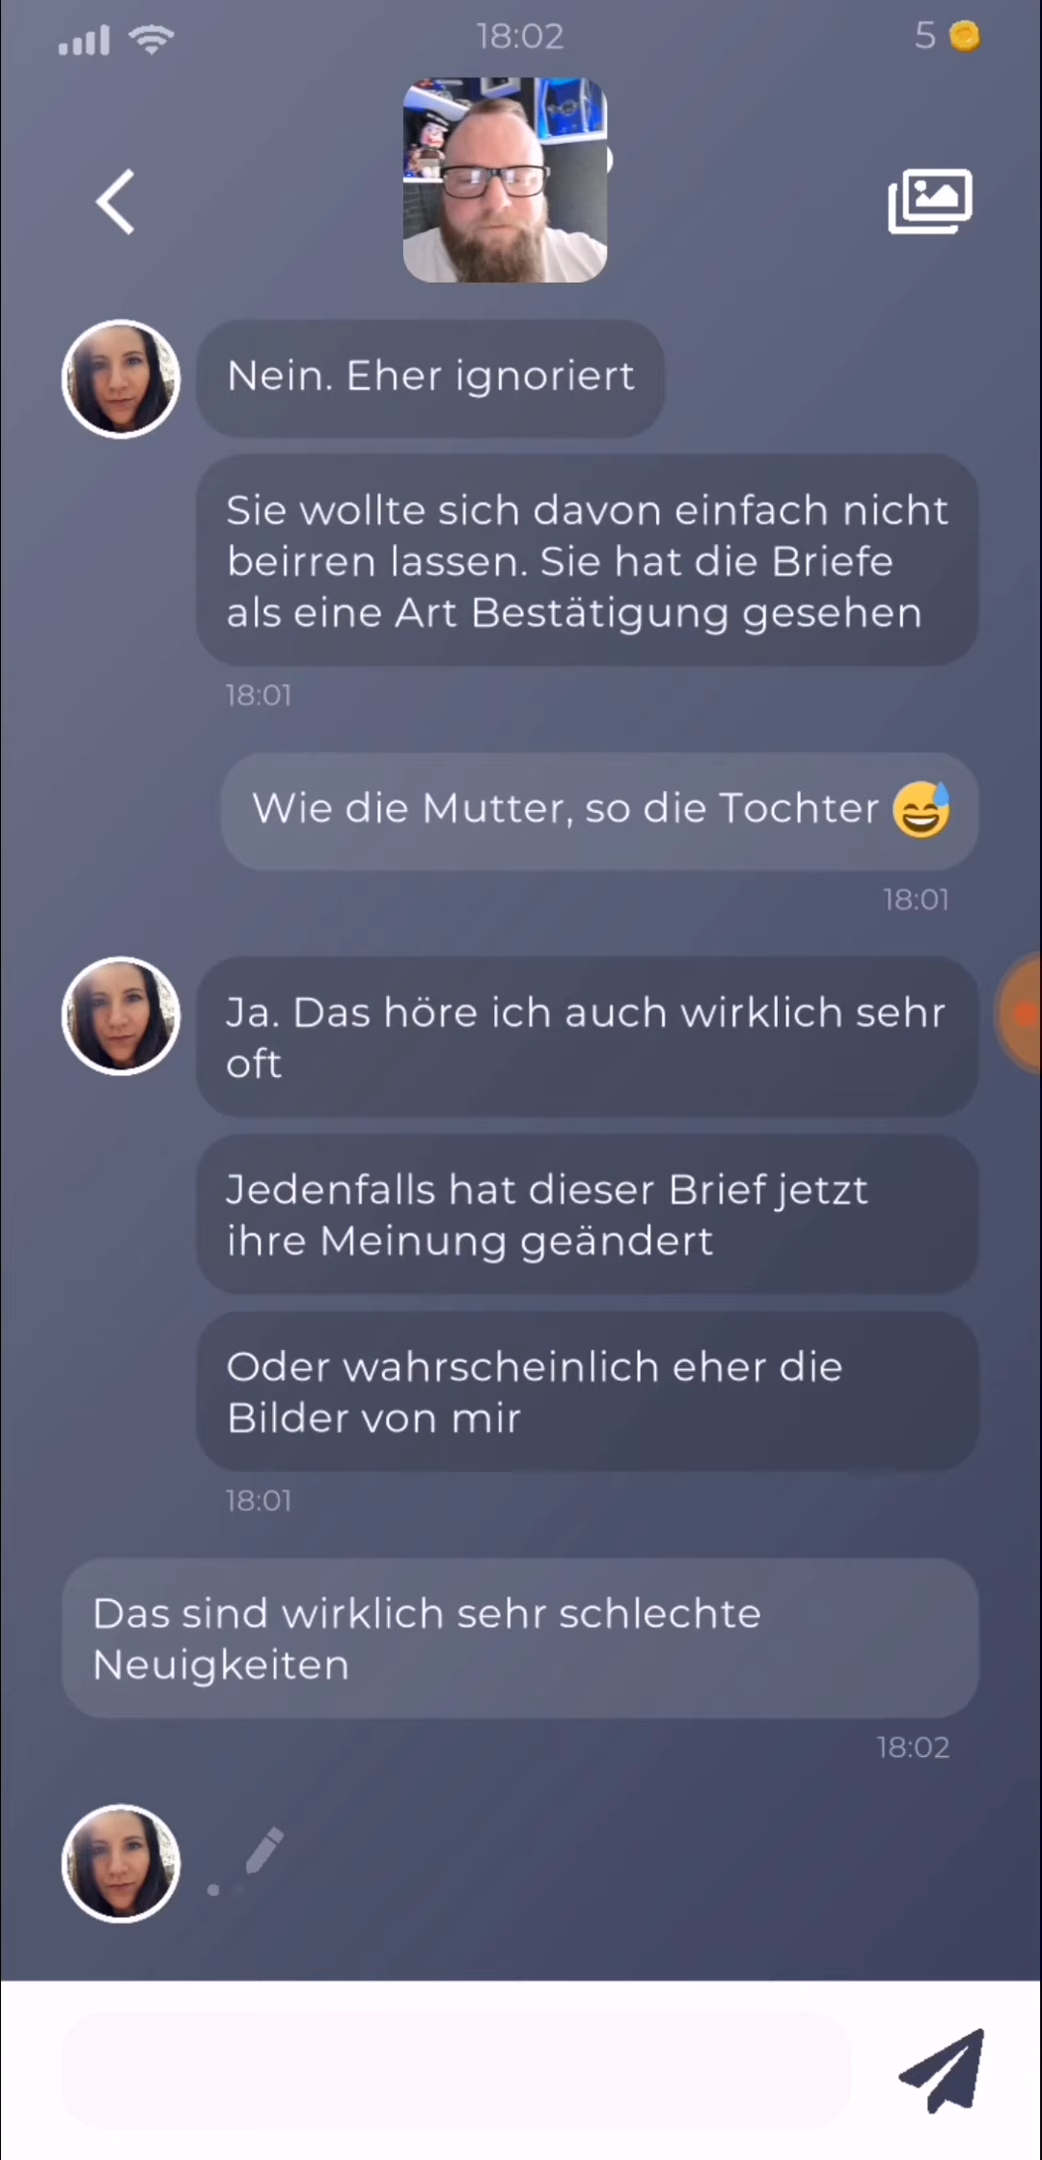 18:02
5
Nein. Eher ignoriert
Sie wollte sich davon einfach nicht
beirren lassen. Sie hat die Briefe
als eine Art Bestätigung gesehen
18:01
Wie die Mutter, so die Tochter 😅
18:01
Ja. Das höre ich auch wirklich sehr
oft
Jedenfalls hat dieser Brief jetzt
ihre Meinung geändert
Oder wahrscheinlich eher die
Bilder von mir
18:01
Das sind wirklich sehr schlechte
Neuigkeiten
18:02